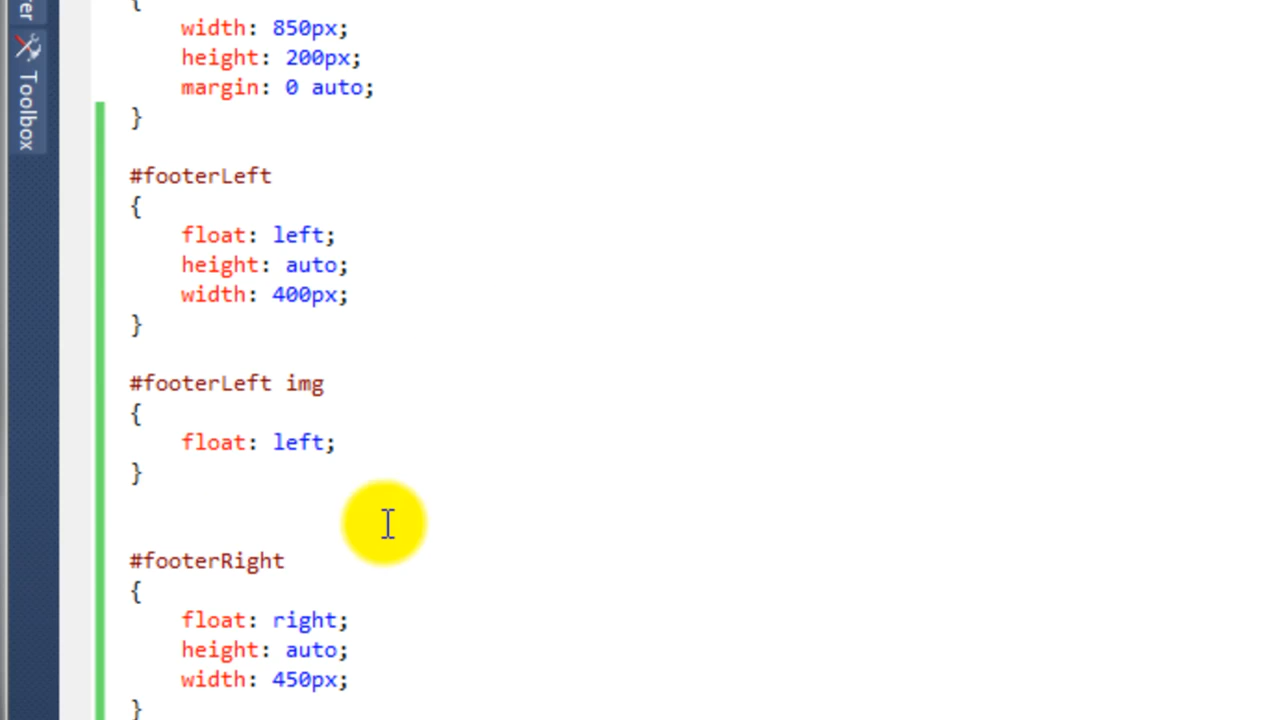 er
Toolbox
{
width: 850px;
height: 200px;
margin: 0 auto;
}
#footerLeft
{
float: left;
height: auto;
width: 400px;
}
#footerLeft img
{
float: left;
}
#footerRight
{
float: right;
height: auto;
width: 450px;
}